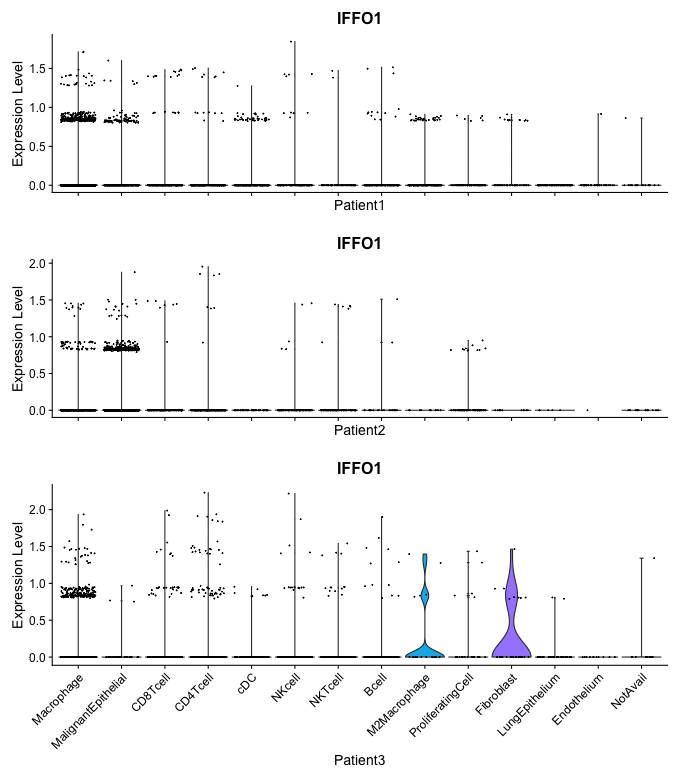 IFFO1
Expression Level
1.5
1.0
0.5
0.0
Patient1
IFFO1
Expression Level
2.0
1.5
1.0
0.5
0.0
Patient2
IFFO1
Expression Level
2.0
1.5
1.0
0.5
0.0
Macrophage
MalignantEpithelial
CD8Tcell
CD4Tcell
cDC
NKcell
NKTcell
Bcell
M2Macrophage
ProliferatingCell
Fibroblast
LungEpithelium
Endothelium
NotAvail
Patient3